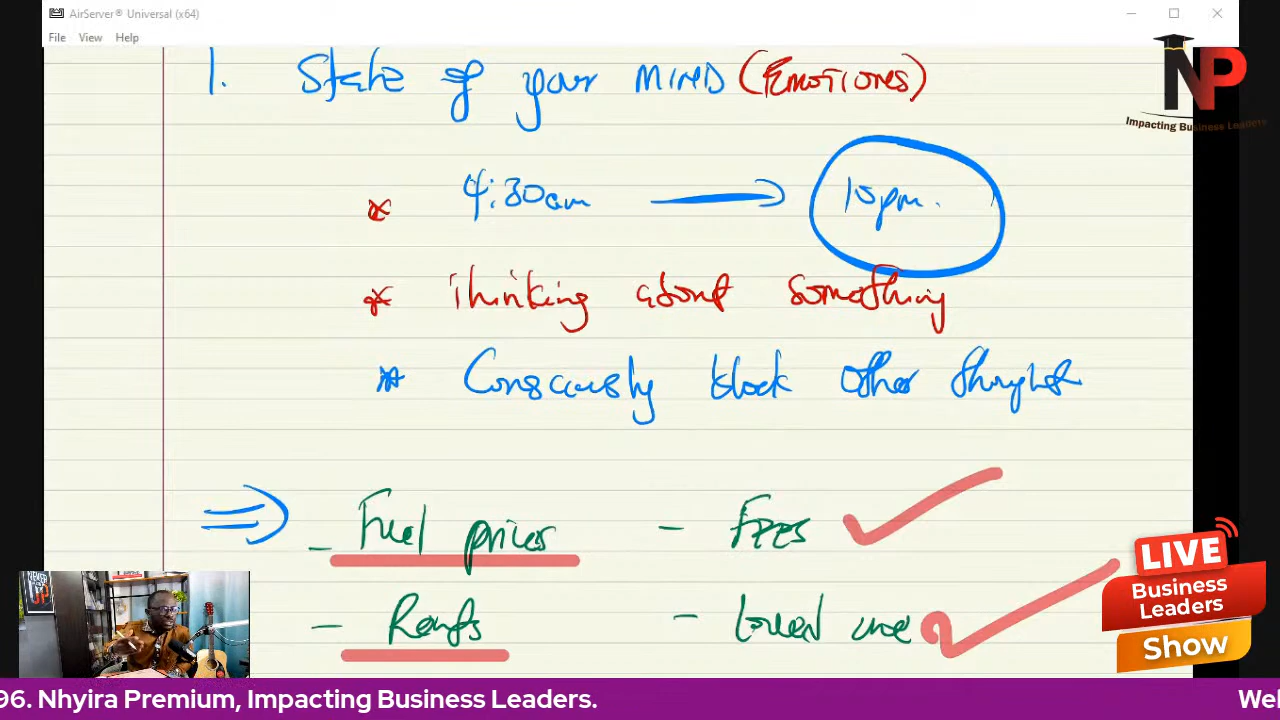 AirServer® Universal (x64)
File View Help
1. State of your MIND (EMOTIONES)
NP
Impacting Business Leaders
* 4:30am → 10pm.
* Thinking about something
* Consciously block other thoughts
⇒ – Fuel prices – FEES ✓
– Rents – loved one ✓
LIVE
Business
Leaders
Show
96. Nhyira Premium, Impacting Business Leaders.
Wel